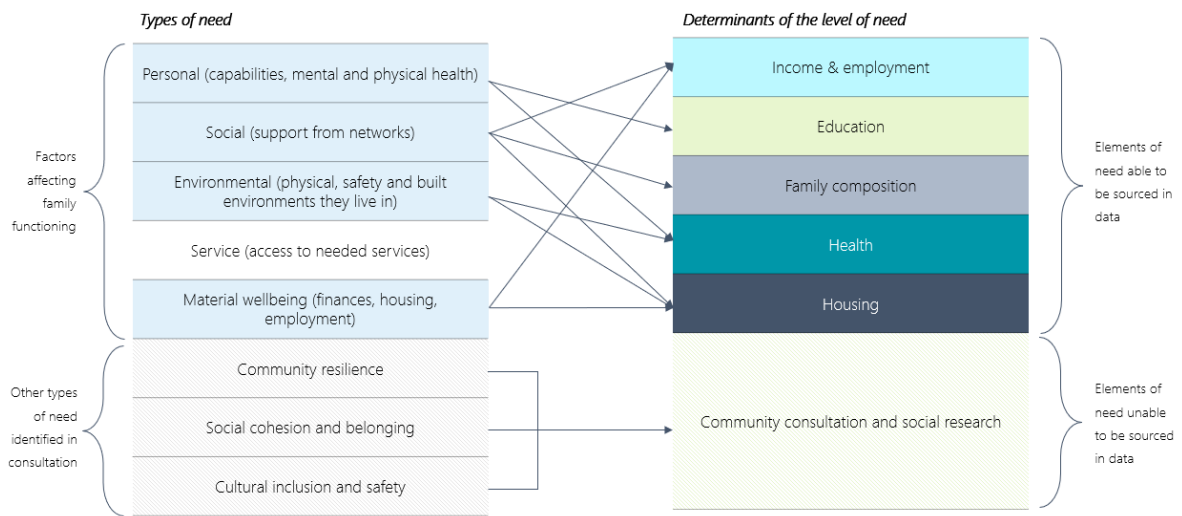 Types of need
Determinants of the level of need
Factors
affecting
family
functioning
Personal (capabilities, mental and physical health)
Social (support from networks)
Environmental (physical, safety and built
environments they live in)
Service (access to needed services)
Material wellbeing (finances, housing,
employment)
Income & employment
Education
Family composition
Health
Housing
Elements of
need able to
be sourced in
data
Other types
of need
identified in
consultation
Community resilience
Social cohesion and belonging
Cultural inclusion and safety
Community consultation and social research
Elements of
need unable
to be sourced
in data